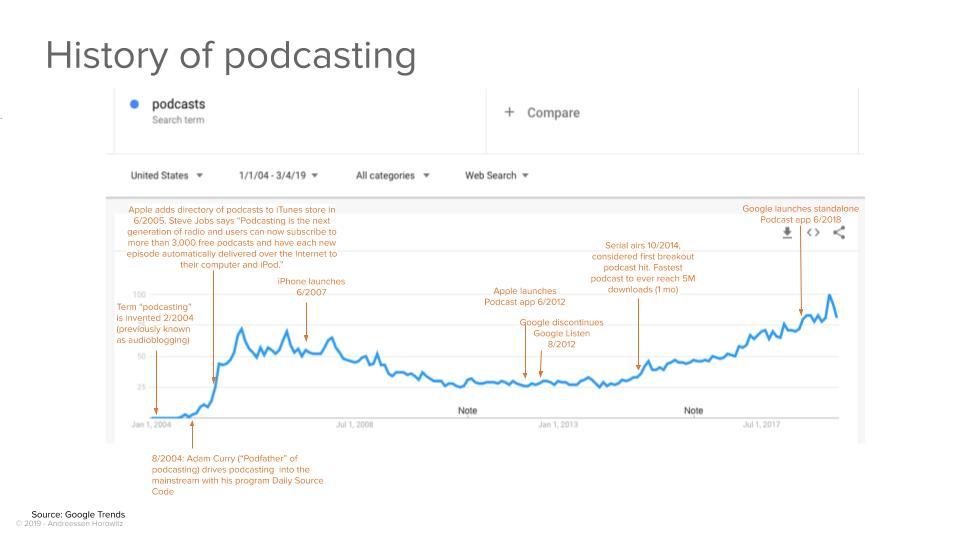 History of podcasting
podcasts
Search term
+ Compare
United States
1/1/04 - 3/4/19
All categories
Web Search
Apple adds directory of podcasts to iTunes store in
6/2005. Steve Jobs says “Podcasting is the next
generation of radio and users can now subscribe to
more than 3,000 free podcasts and have each new
episode automatically delivered over the Internet to
their computer and iPod.”
Google launches standalone
Podcast app 6/2018
Serial airs 10/2014,
considered first breakout
podcast hit. Fastest
podcast to ever reach 5M
downloads (1 mo)
iPhone launches
6/2007
Apple launches
Podcast app 6/2012
Google discontinues
Google Listen
8/2012
Term “podcasting”
is invented 2/2004
(previously known
as audioblogging)
100
50
25
Note
Note
Jan 1, 2004
Jul 1, 2008
Jan 1, 2013
Jul 1, 2017
8/2004: Adam Curry (“Podfather” of
podcasting) drives podcasting into the
mainstream with his program Daily Source
Code
Source: Google Trends
© 2019 - Andreessen Horowitz